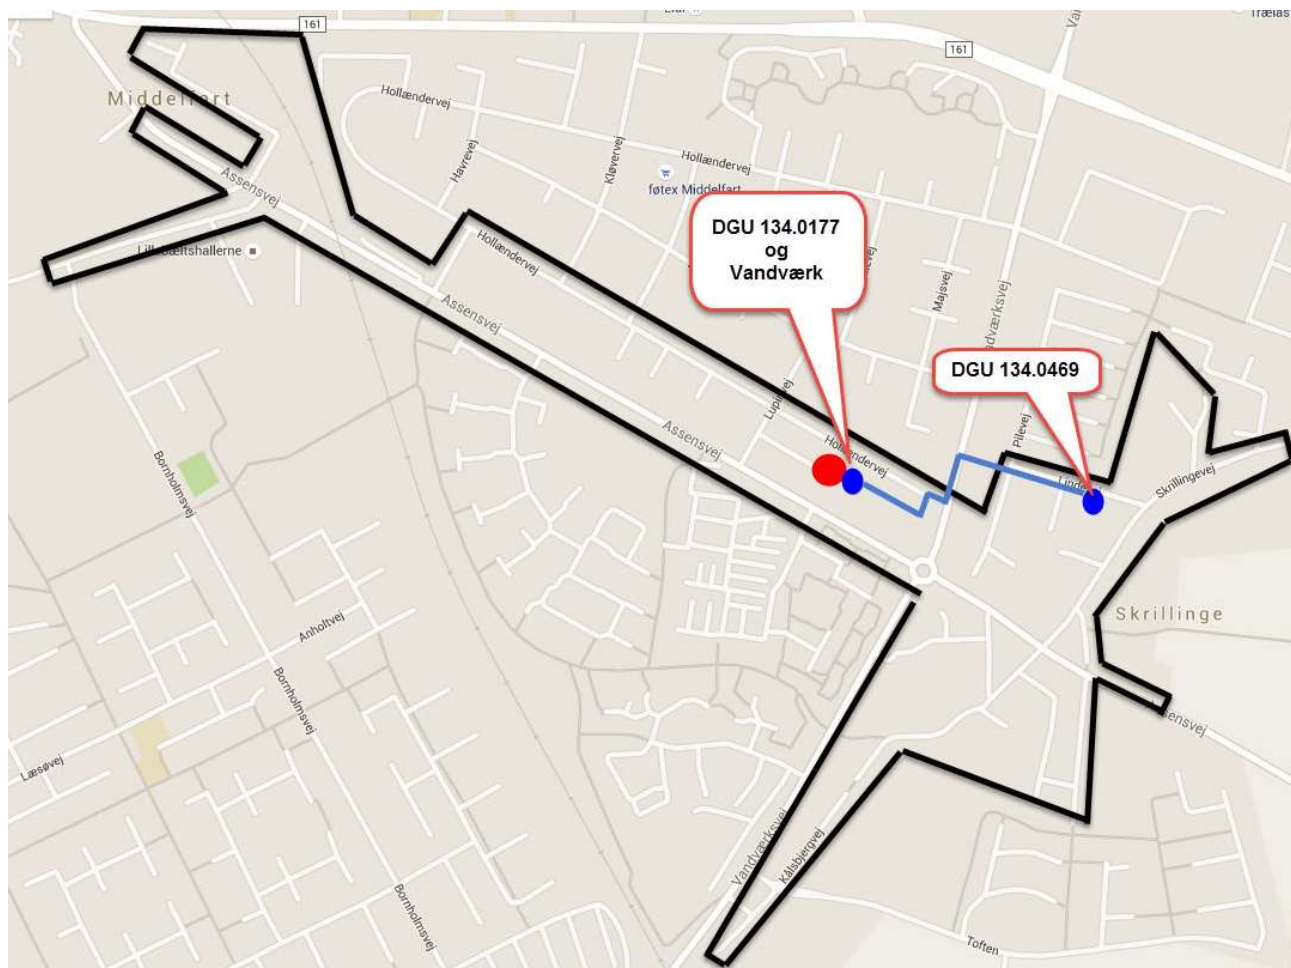 161
161
Middelfart
Hollændervej
Hollændervej
Havrevej
Kløvervej
føtex Middelfart
Assensvej
Lillebæltshallerne
Hollændervej
DGU 134.0177
og
Vandværk
Majsvej
DGU 134.0469
Assensvej
Assensvej
Lupinvej
Hollændervej
Pilevej
Skrillingevej
Bornholmsvej
Skrillinge
Anholtvej
Bornholmsvej
Læsøvej
Vandværksvej
Kålsbjergvej
Bornholmsvej
Toften